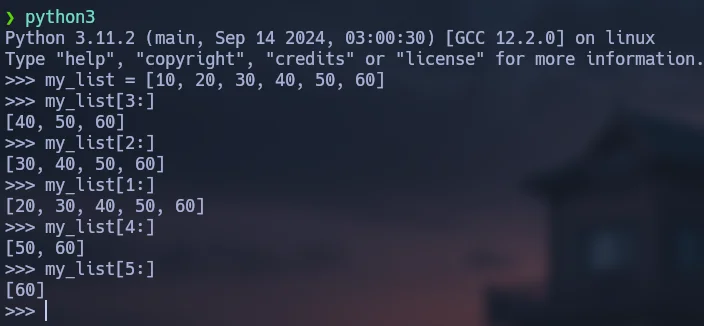 ❯ python3
Python 3.11.2 (main, Sep 14 2024, 03:00:30) [GCC 12.2.0] on linux
Type "help", "copyright", "credits" or "license" for more information.
>>> my_list = [10, 20, 30, 40, 50, 60]
>>> my_list[3:]
[40, 50, 60]
>>> my_list[2:]
[30, 40, 50, 60]
>>> my_list[1:]
[20, 30, 40, 50, 60]
>>> my_list[4:]
[50, 60]
>>> my_list[5:]
[60]
>>>